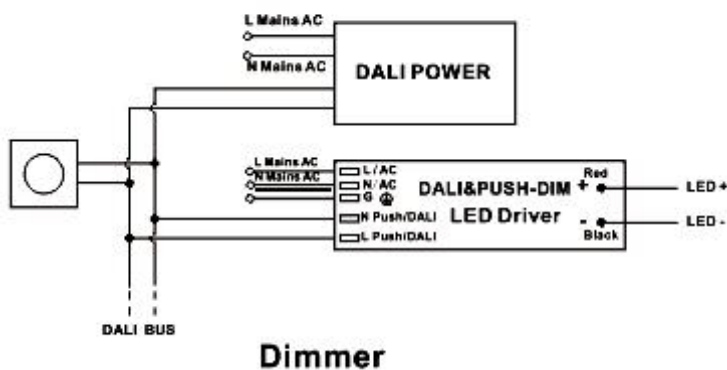 L Mains AC
N Mains AC
DALI POWER
L Mains AC
N Mains AC
L/AC
N/AC
G
N Push/DALI
L Push/DALI
DALI&PUSH-DIM
LED Driver
Red
+
-
Black
LED+
LED-
DALI BUS
Dimmer